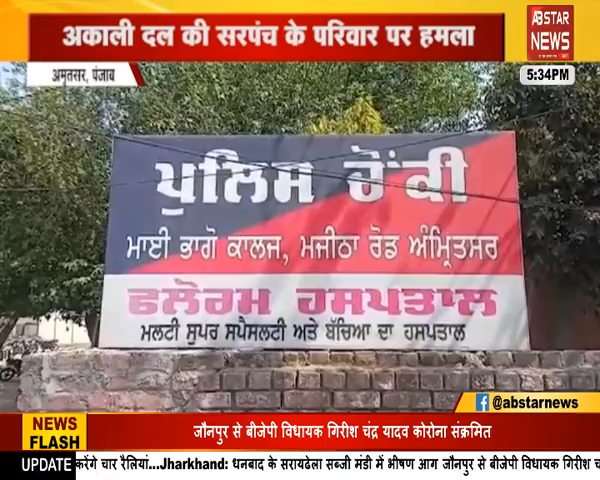 अकाली दल की सरपंच के परिवार पर हमला
ABSTAR
NEWS
अमृतसर, पंजाब
5:34PM
ਪੁਲਿਸ ਚੌਂਕੀ
ਮਾਈ ਭਾਗੋ ਕਾਲਜ, ਮਜੀਠਾ ਰੋਡ ਅੰਮ੍ਰਿਤਸਰ
ਫਲੋਰਮ ਹਸਪਤਾਲ
ਮਲਟੀ ਸੁਪਰ ਸਪੈਸਲਟੀ ਅਤੇ ਬੱਚਿਆ ਦਾ ਹਸਪਤਾਲ
@abstarnews
NEWS FLASH
जौनपुर से बीजेपी विधायक गिरीश चंद्र यादव कोरोना संक्रमित
UPDATE करेंगे चार रैलियां...Jharkhand: धनबाद के सरायढेला सब्जी मंडी में भीषण आग जौनपुर से बीजेपी विधायक गिरीश